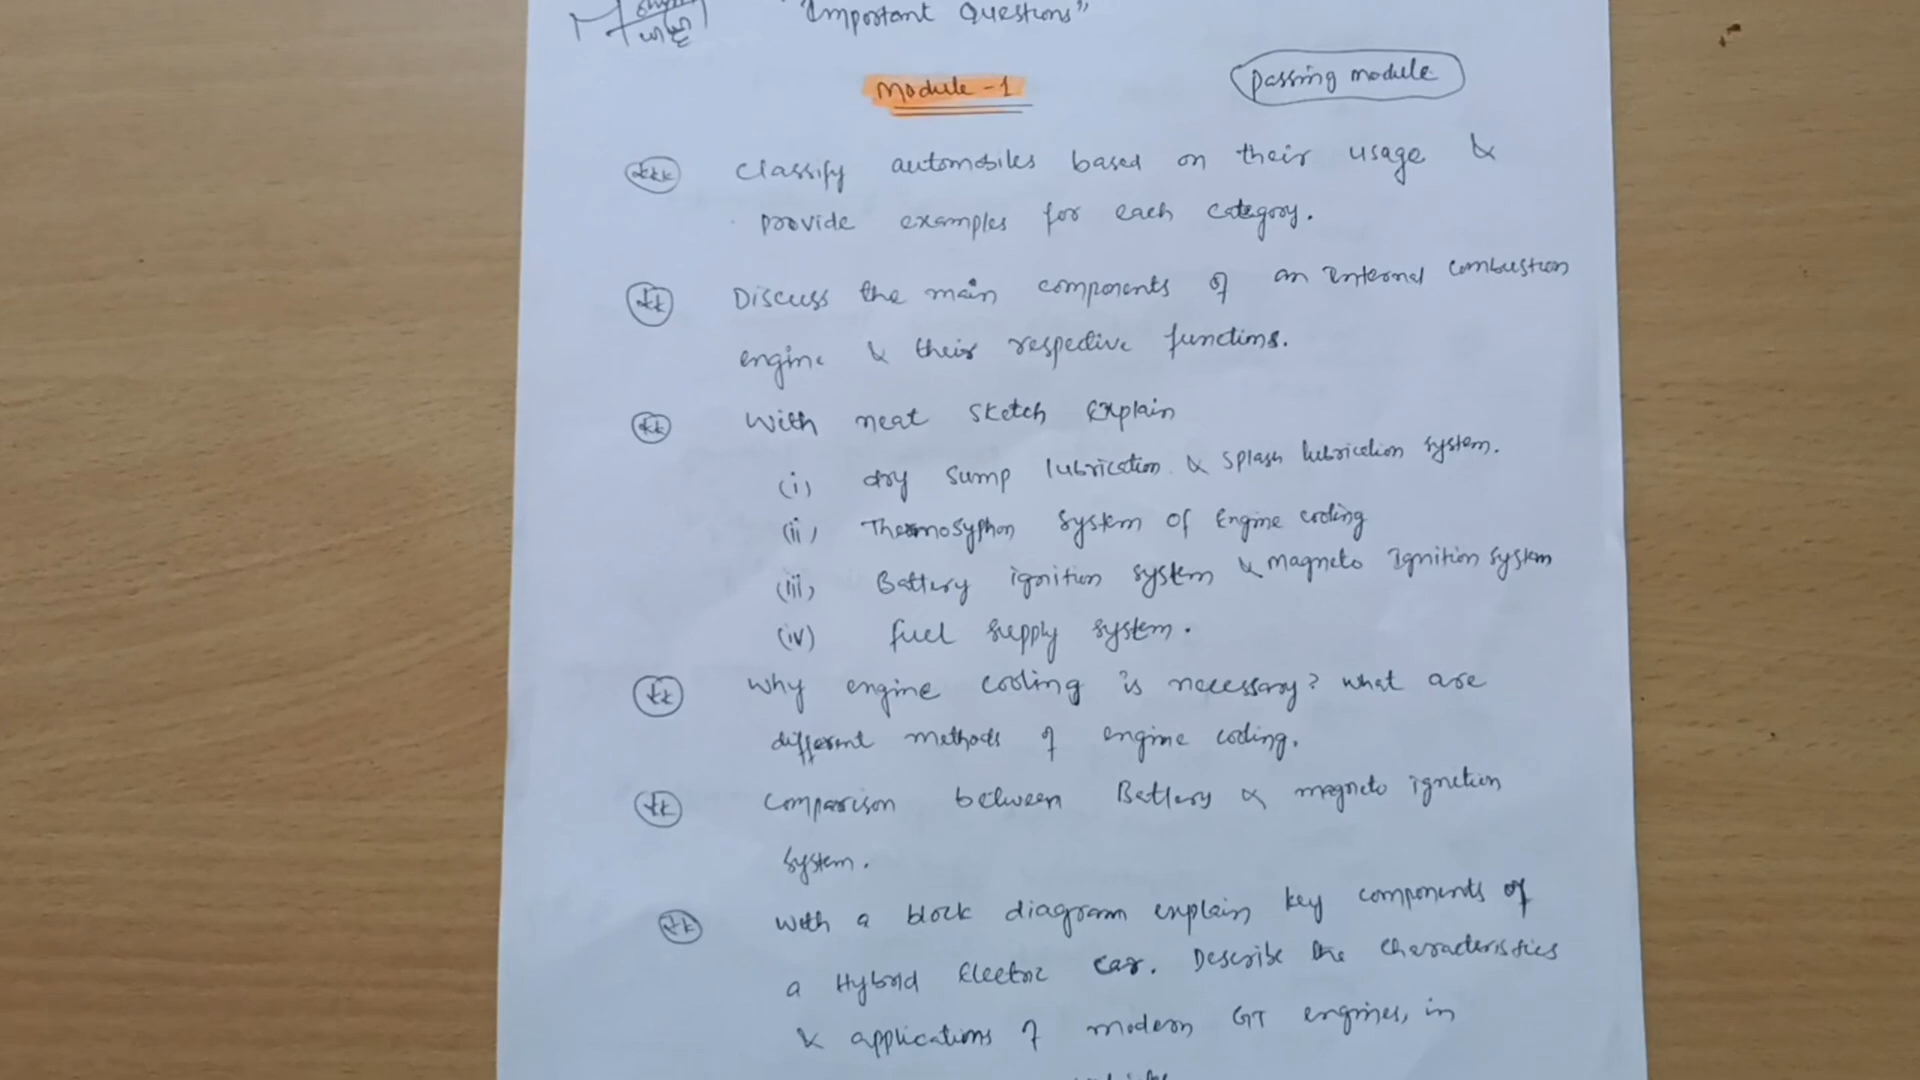 "Important Questions"
Module-1
passing module
Classify automobiles based on their usage &
provide examples for each category.
Discuss the main components of an Internal Combustion
engine & their respective functions.
With neat sketch Explain
(i) dry sump lubrication & splash lubrication system.
(ii) Thermosyphon System of Engine cooling
(iii) Battery ignition system & magneto Ignition system
(iv) fuel supply system.
Why engine cooling is necessary? what are
different methods of engine cooling.
Comparison between Battery & magneto ignition
system.
With a block diagram explain key components of
a Hybrid Electric car. Describe the characteristics
& applications of modern GT engines, in